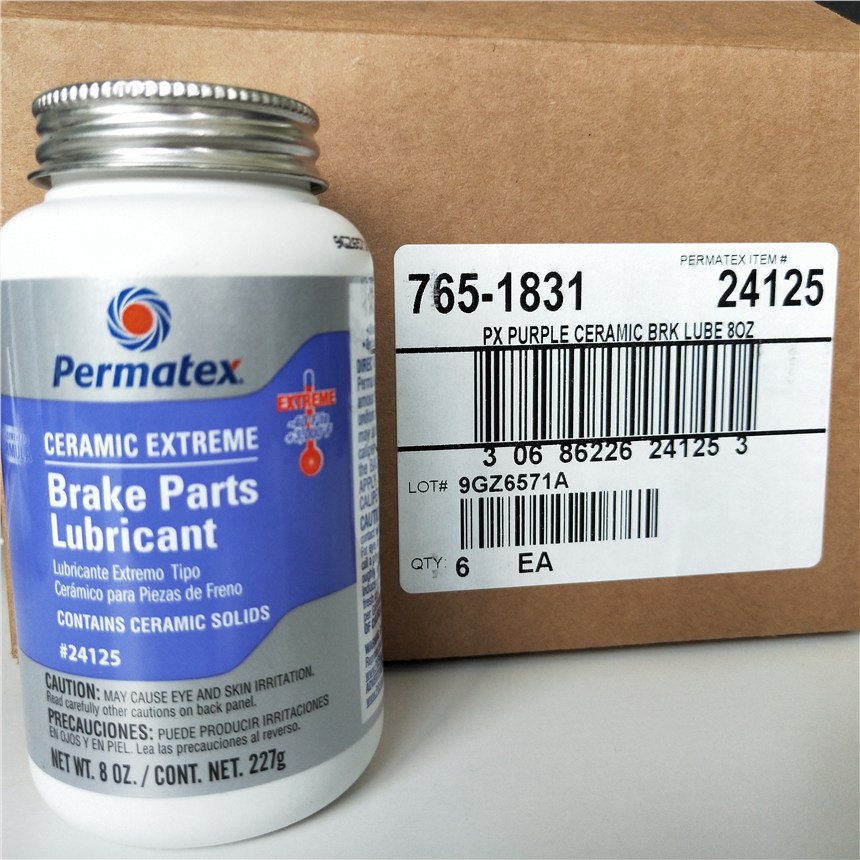 Permatex
EXTREME
CERAMIC EXTREME
Brake Parts
Lubricant
Lubricante Extremo Tipo
Cerámico para Piezas de Freno
CONTAINS CERAMIC SOLIDS
#24125
CAUTION: MAY CAUSE EYE AND SKIN IRRITATION.
Read carefully other cautions on back panel.
PRECAUCIONES: PUEDE PRODUCIR IRRITACIONES
EN OJOS Y EN PIEL. Lea las precauciones al reverso.
NET WT. 8 OZ. / CONT. NET. 227g
PERMATEX ITEM #
765-1831 24125
PX PURPLE CERAMIC BRK LUBE 8OZ
3 06 86226 24125 3
LOT# 9GZ6571A
QTY: 6 EA